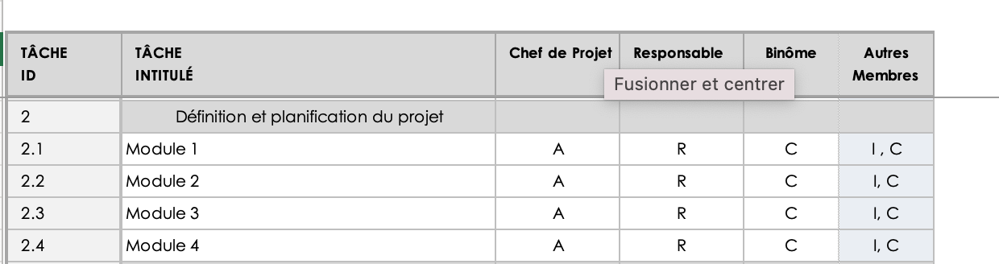 TÂCHE ID TÂCHE INTITULÉ Chef de Projet Responsable Binôme Autres Membres
Fusionner et centrer
2 Définition et planification du projet
2.1 Module 1 A R C I , C
2.2 Module 2 A R C I, C
2.3 Module 3 A R C I, C
2.4 Module 4 A R C I, C